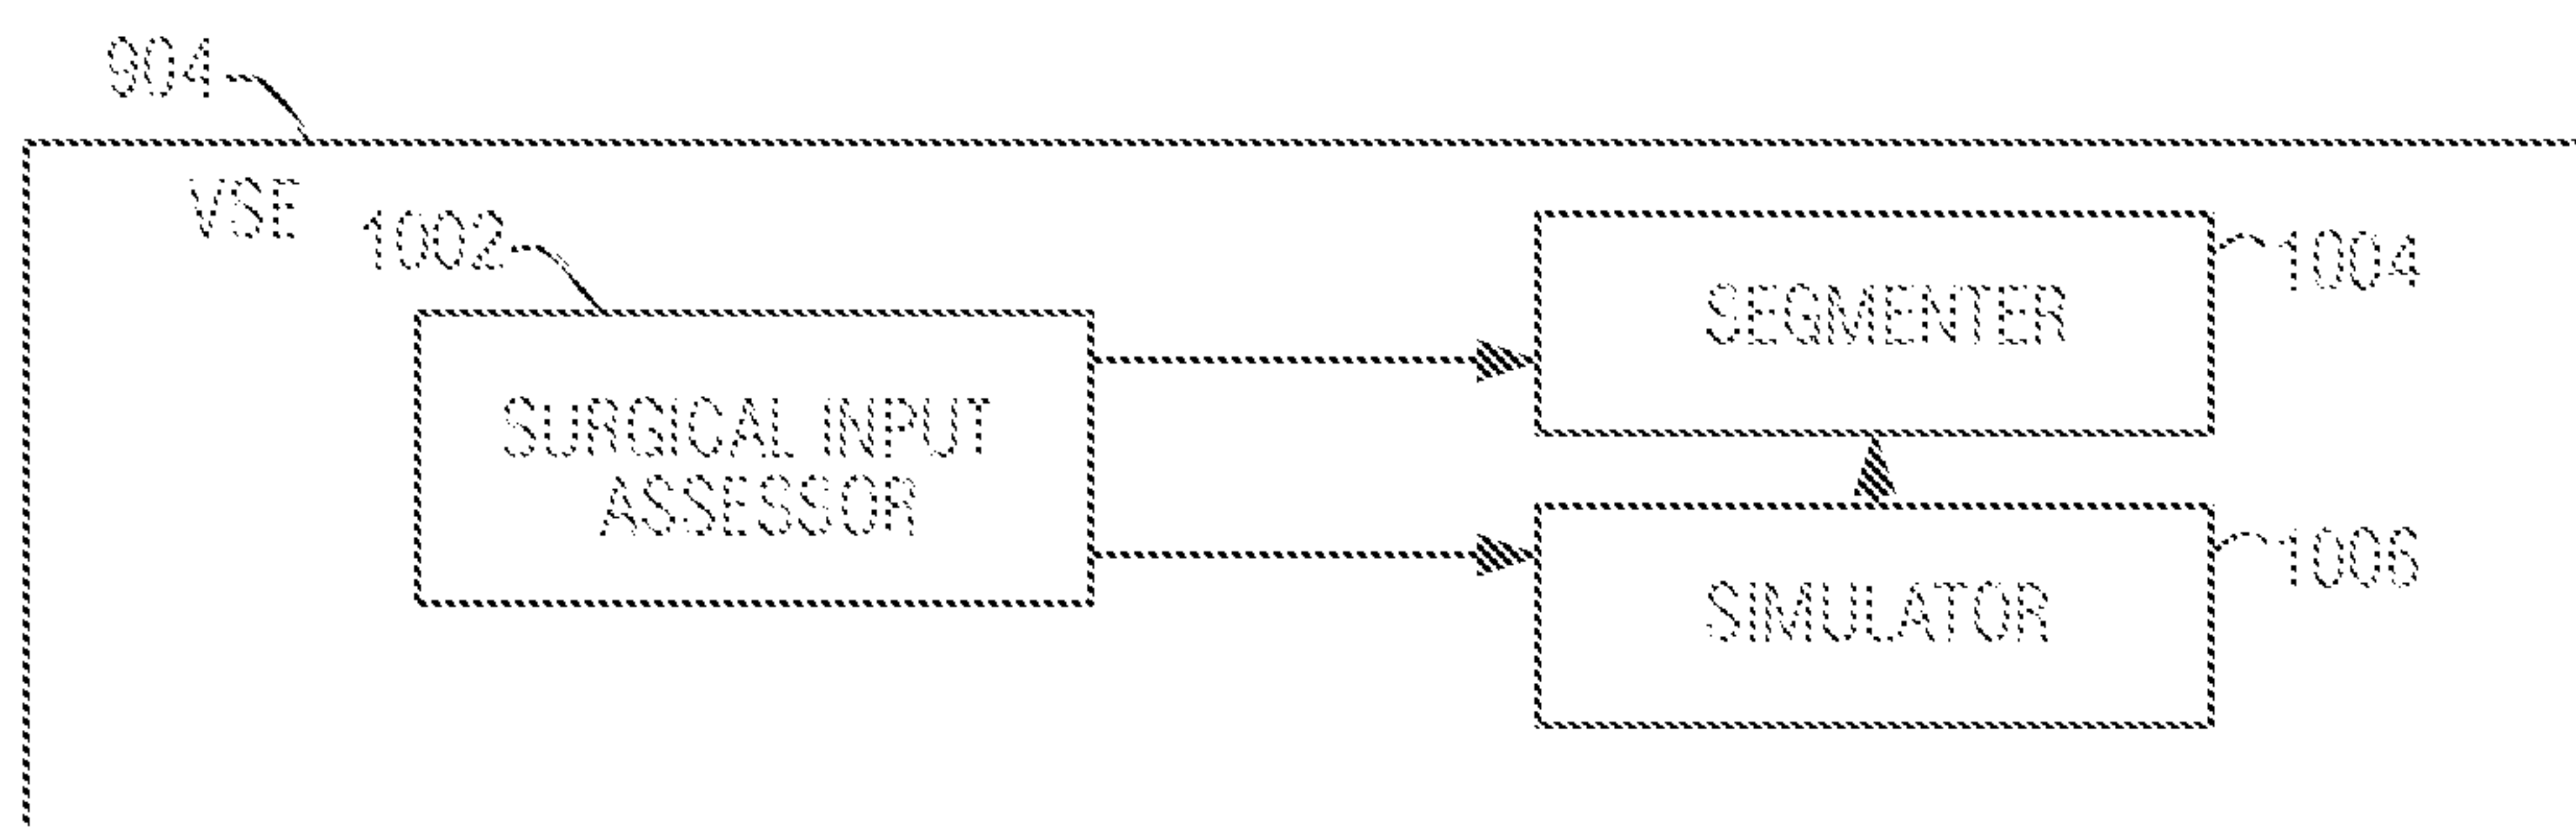 904
VSE
1002
SURGICAL INPUT
ASSESSOR
SEGMENTER
1004
SIMULATOR
1006